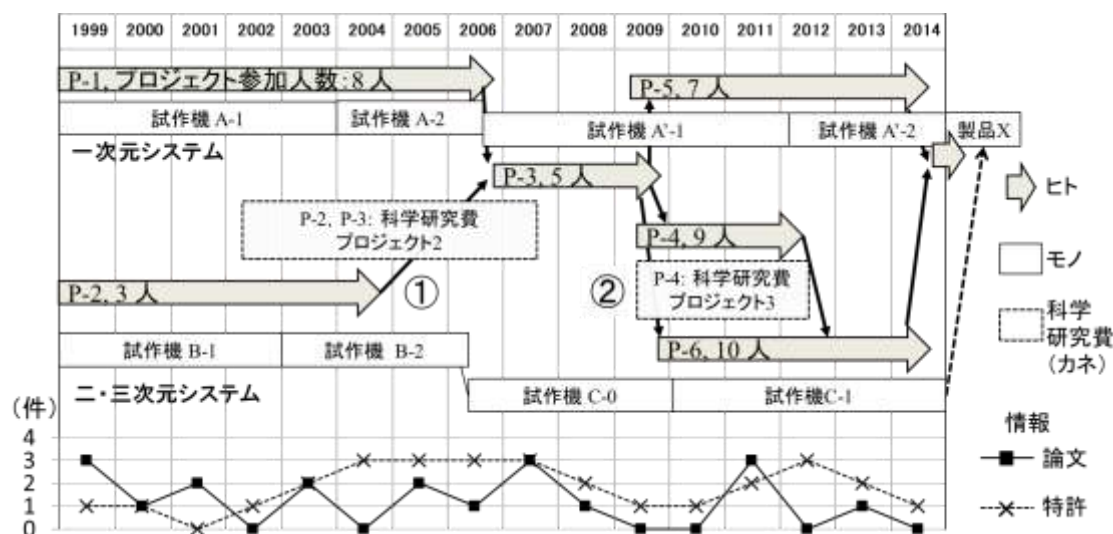 1999 2000 2001 2002 2003 2004 2005 2006 2007 2008 2009 2010 2011 2012 2013 2014
P-1, プロジェクト参加人数:8 人
P-5, 7 人
試作機 A-1
試作機 A-2
試作機 A'-1
試作機 A'-2
製品X
一次元システム
P-3, 5 人
ヒト
P-2, P-3: 科学研究費
プロジェクト2
P-4, 9 人
モノ
①
②
P-4: 科学研究費
プロジェクト3
P-2, 3 人
科学
研究費
(カネ)
試作機 B-1
試作機 B-2
P-6, 10 人
二・三次元システム
試作機 C-0
試作機C-1
(件)
情報
4
3
2
1
0
論文
特許